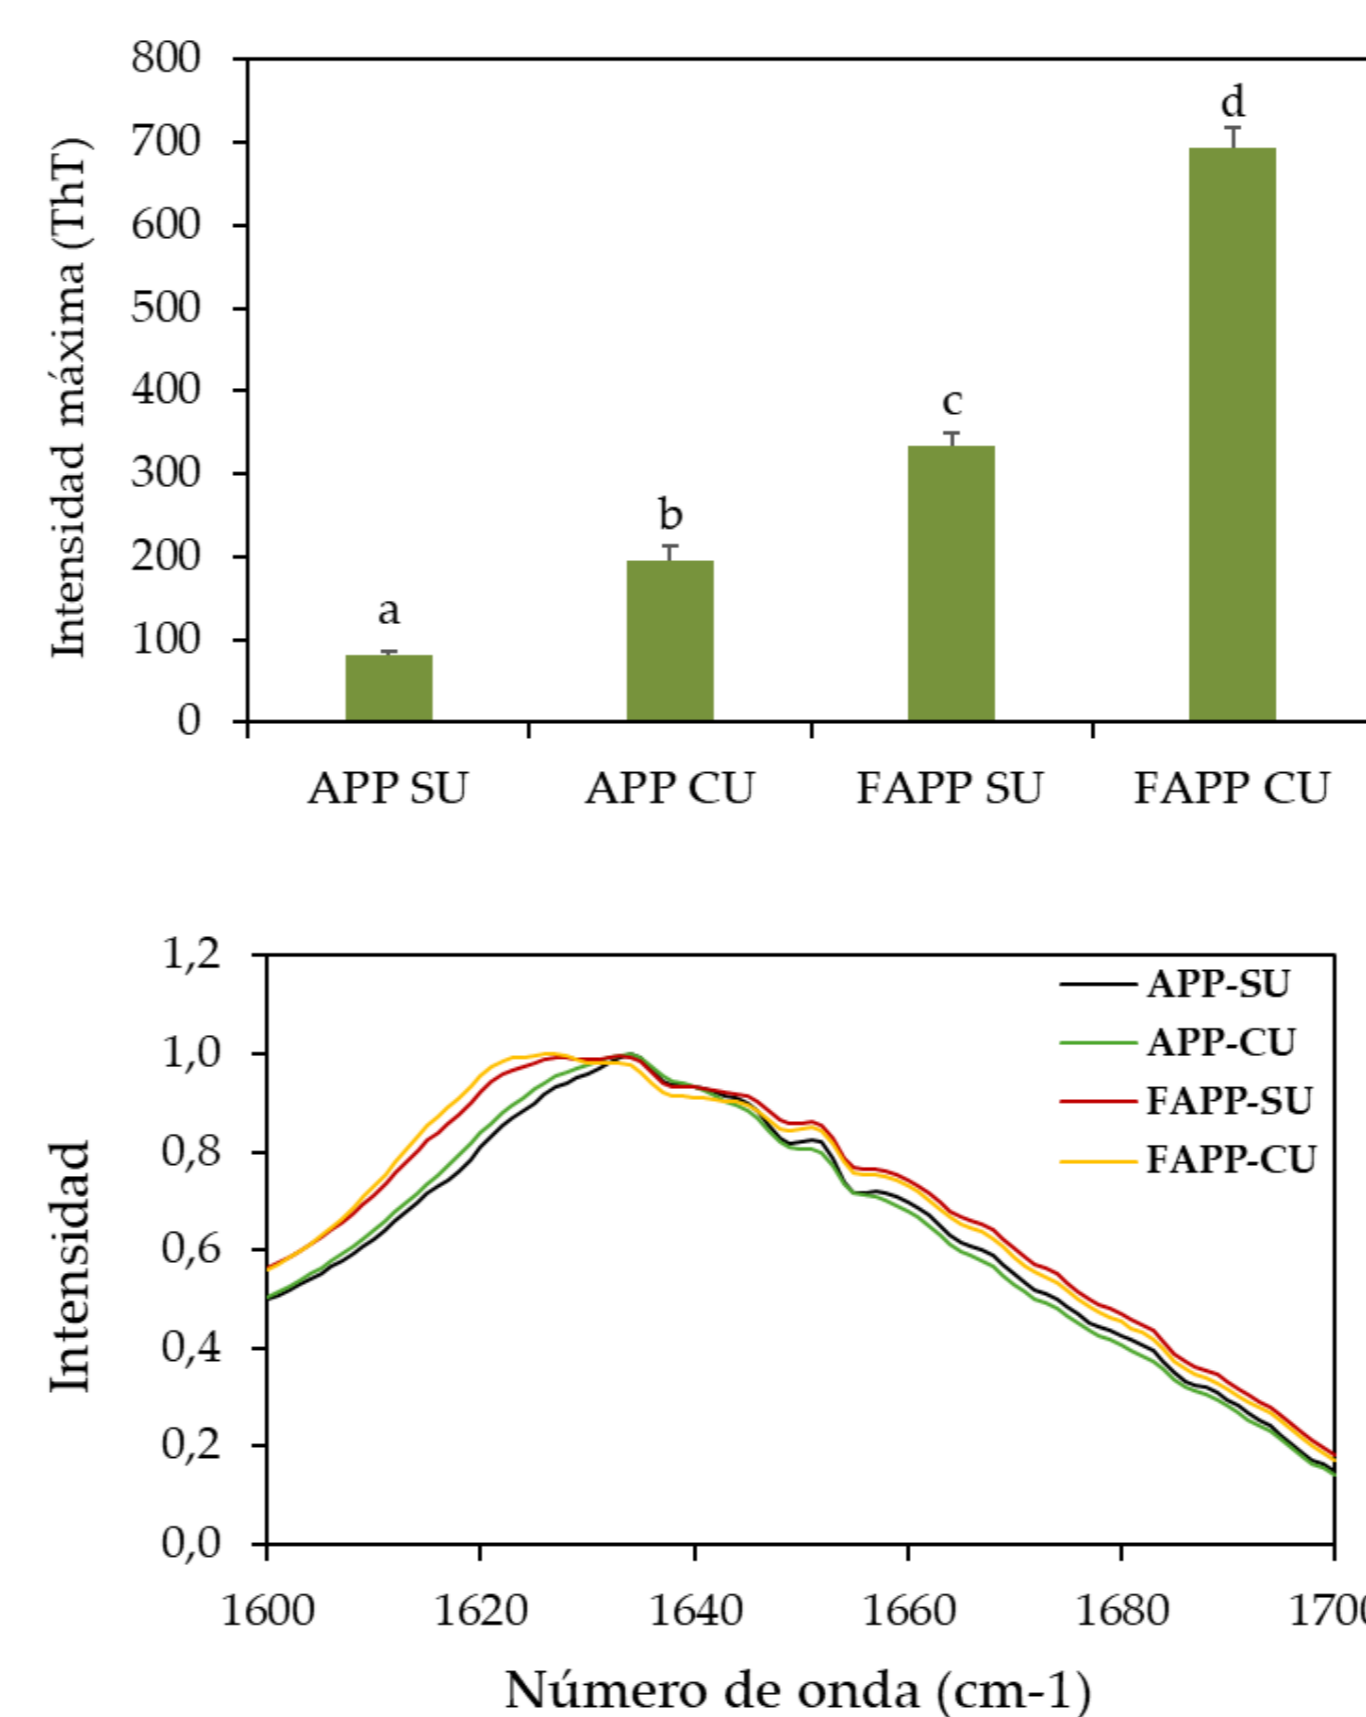 Intensidad máxima (ThT)
800
700
600
500
400
300
200
100
0
a
b
c
d
APP SU
APP CU
FAPP SU
FAPP CU
Intensidad
1,2
1,0
0,8
0,6
0,4
0,2
0,0
APP-SU
APP-CU
FAPP-SU
FAPP-CU
1600
1620
1640
1660
1680
1700
Número de onda (cm-1)